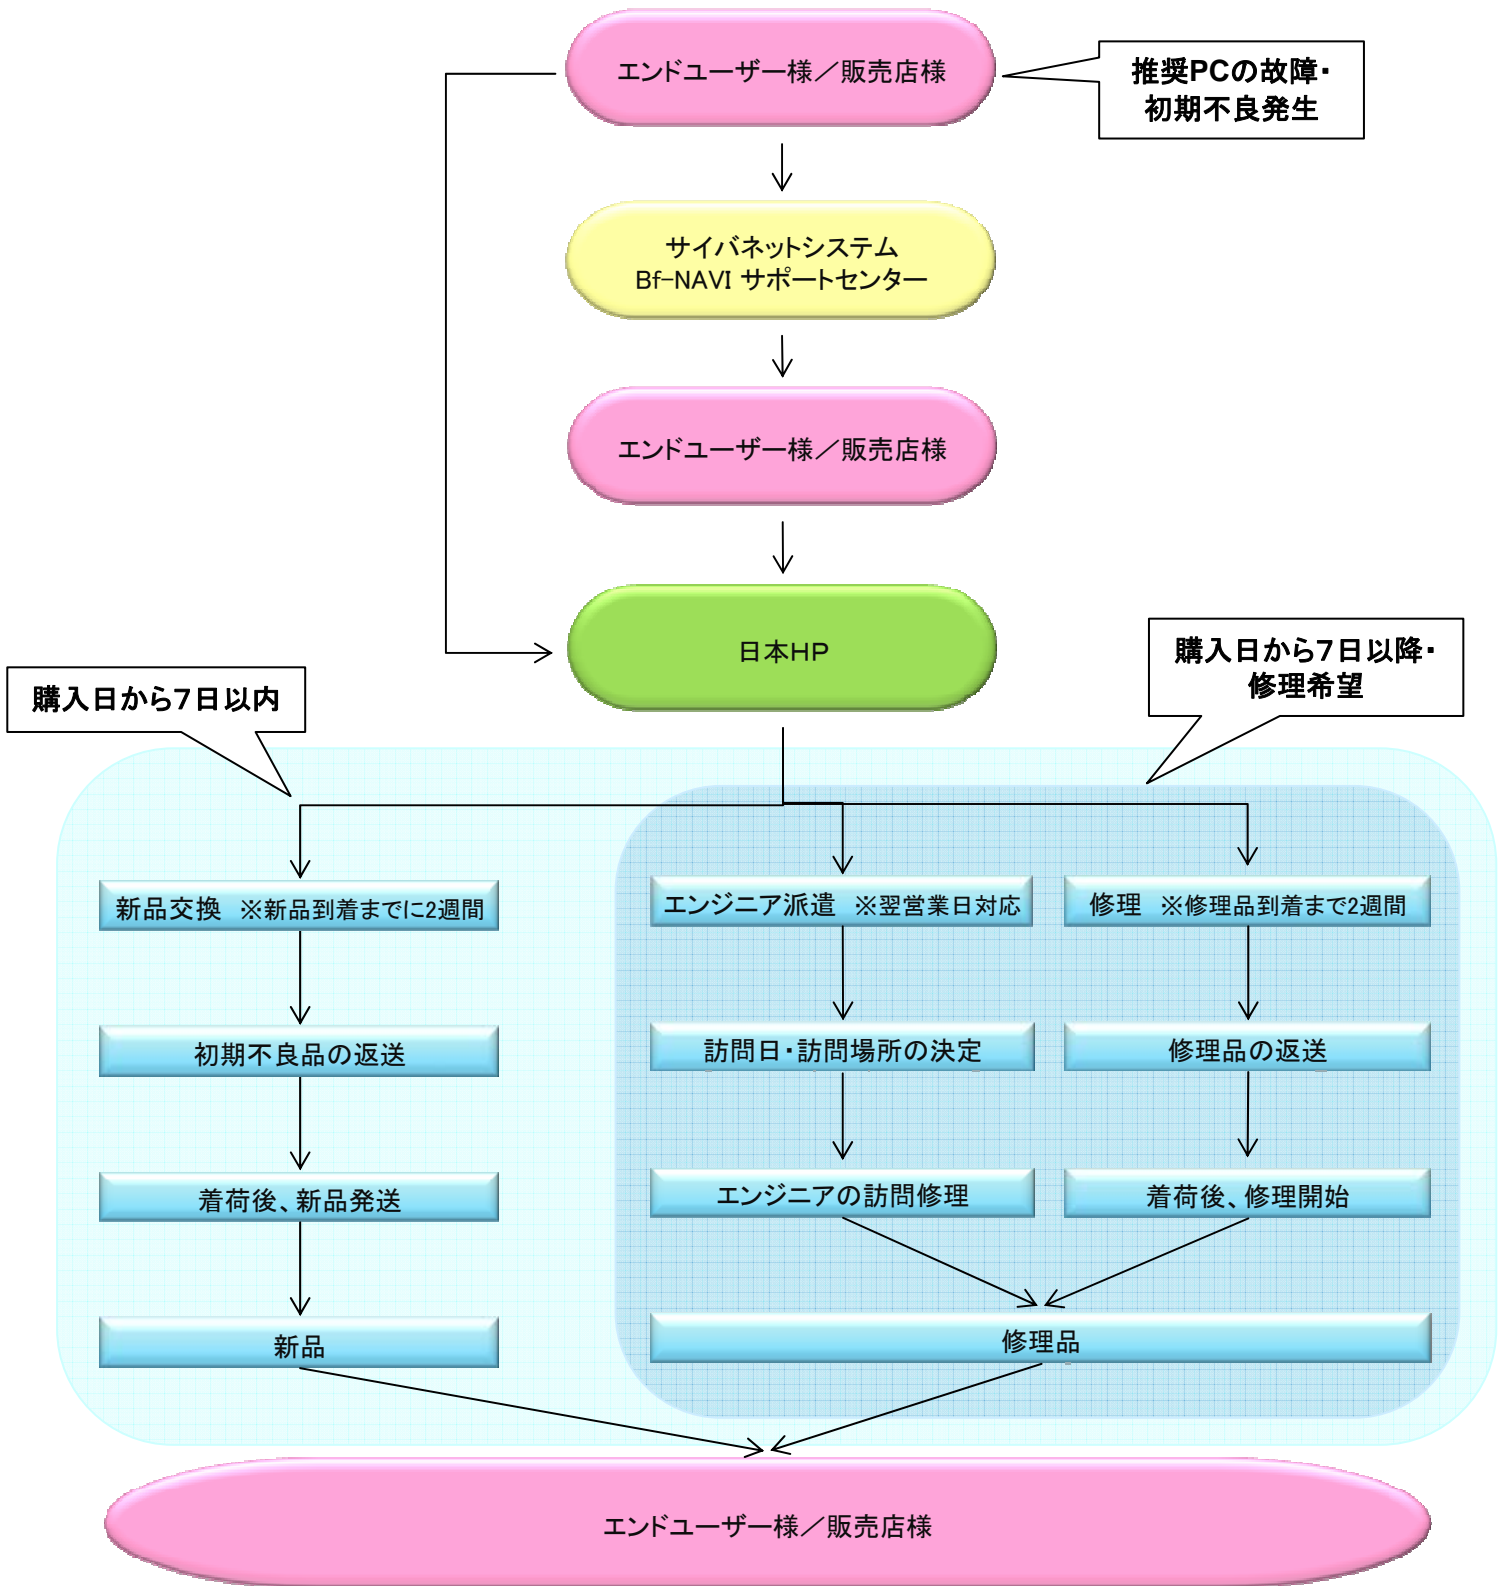 エンドユーザー様／販売店様
推奨PCの故障・
初期不良発生
サイバネットシステム
Bf-NAVI サポートセンター
エンドユーザー様／販売店様
日本HP
購入日から7日以内
購入日から7日以降・
修理希望
新品交換　※新品到着までに2週間
エンジニア派遣　※翌営業日対応
修理　※修理品到着まで2週間
初期不良品の返送
訪問日・訪問場所の決定
修理品の返送
着荷後、新品発送
エンジニアの訪問修理
着荷後、修理開始
新品
修理品
エンドユーザー様／販売店様